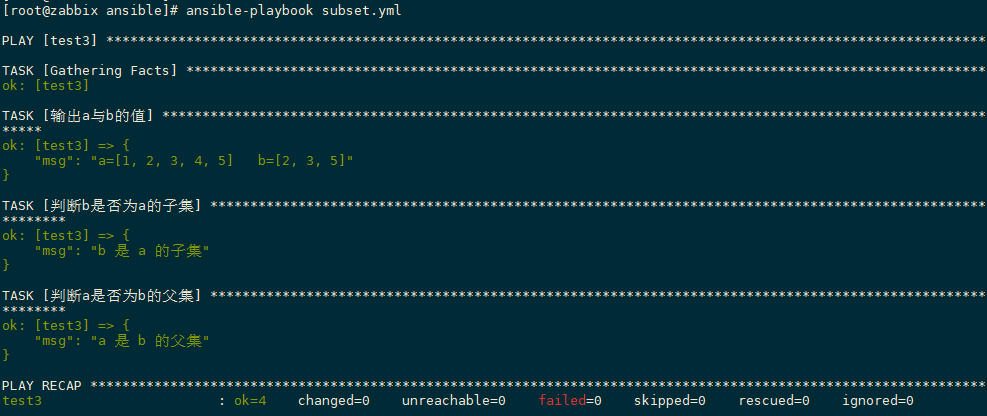 [root@zabbix ansible]# ansible-playbook subset.yml
PLAY [test3] **************************************************************************************************************
TASK [Gathering Facts] ****************************************************************************************************
ok: [test3]
TASK [输出a与b的值] *******************************************************************************************************
*****
ok: [test3] => {
    "msg": "a=[1, 2, 3, 4, 5]   b=[2, 3, 5]"
}
TASK [判断b是否为a的子集] *************************************************************************************************
********
ok: [test3] => {
    "msg": "b 是 a 的子集"
}
TASK [判断a是否为b的父集] *************************************************************************************************
********
ok: [test3] => {
    "msg": "a 是 b 的父集"
}
PLAY RECAP ****************************************************************************************************************
test3                      : ok=4    changed=0    unreachable=0    failed=0    skipped=0    rescued=0    ignored=0